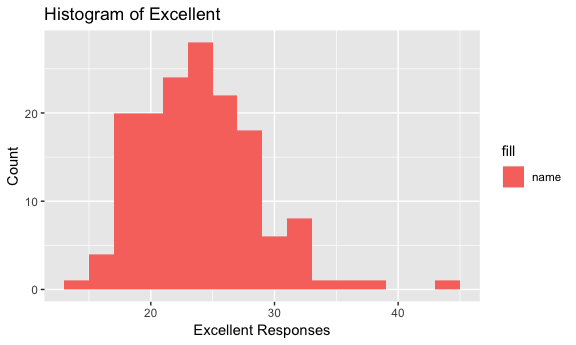 Histogram of Excellent
Count
20
10
0
20 30 40
Excellent Responses
fill
name